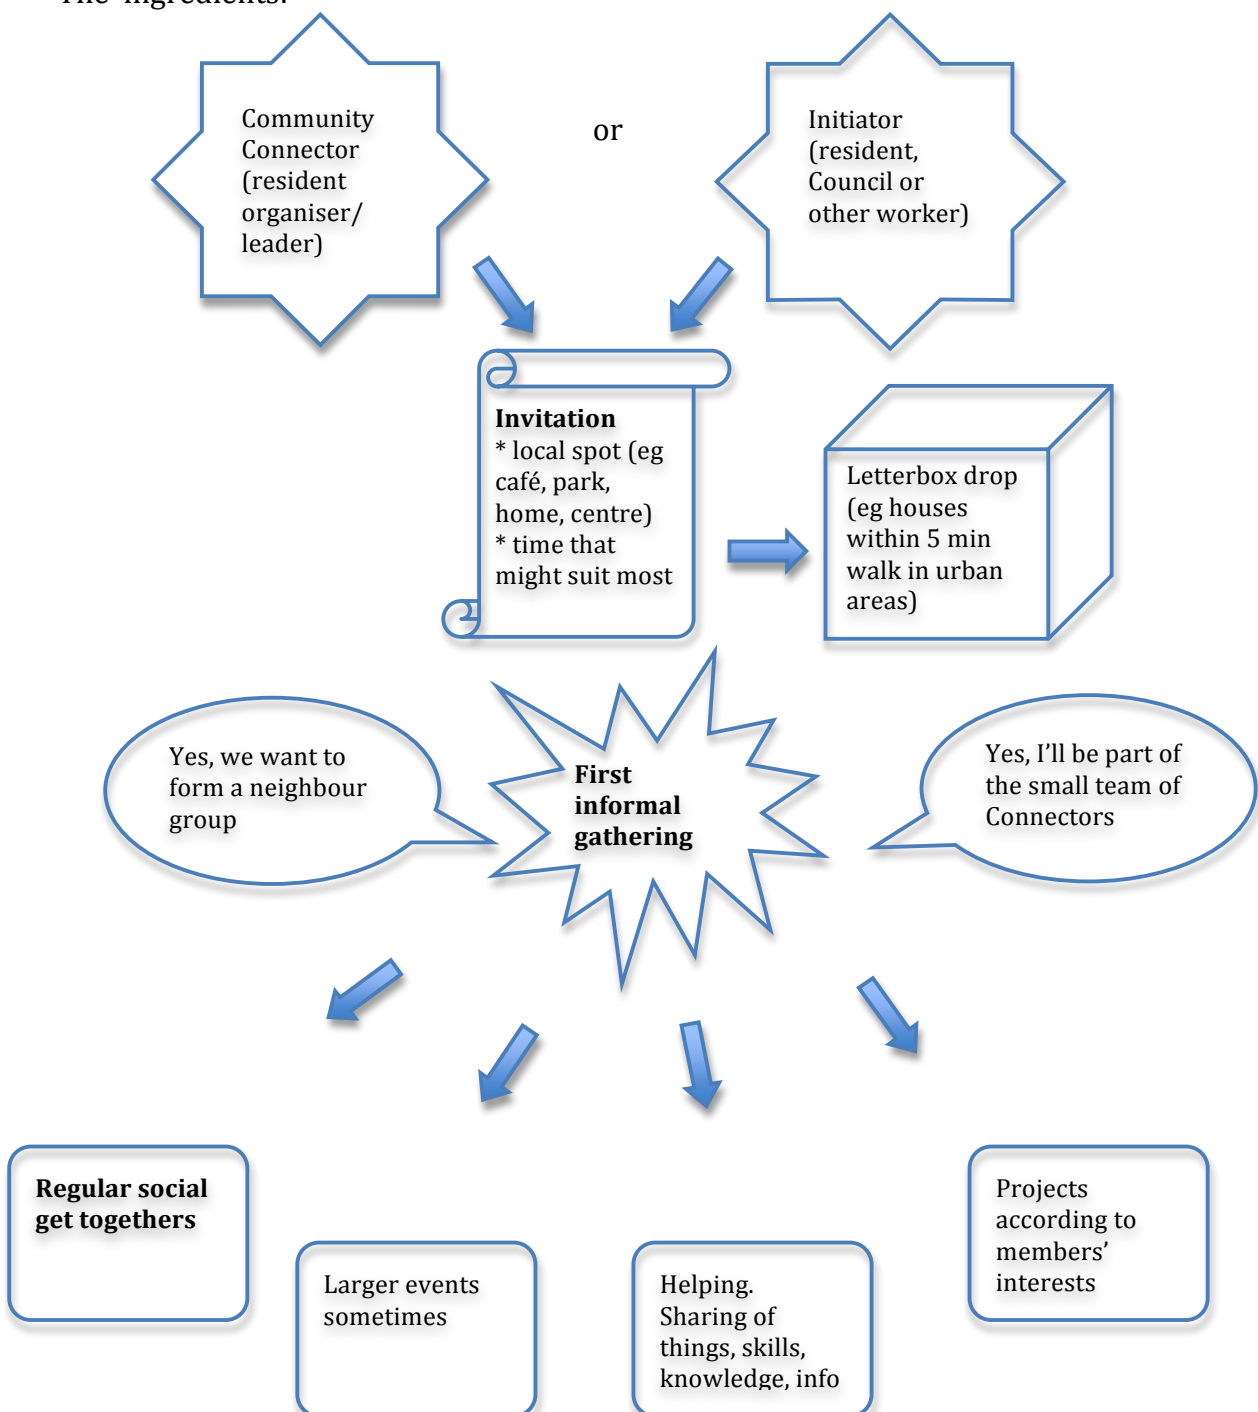 The ingredients:
Community
Connector
(resident
organiser/
leader)
or
Initiator
(resident,
Council or
other worker)
Invitation
* local spot (eg
café, park,
home, centre)
* time that
might suit most
Letterbox drop
(eg houses
within 5 min
walk in urban
areas)
Yes, we want to
form a neighbour
group
First
informal
gathering
Yes, I’ll be part of
the small team of
Connectors
Regular social
get togethers
Larger events
sometimes
Helping.
Sharing of
things, skills,
knowledge, info
Projects
according to
members’
interests